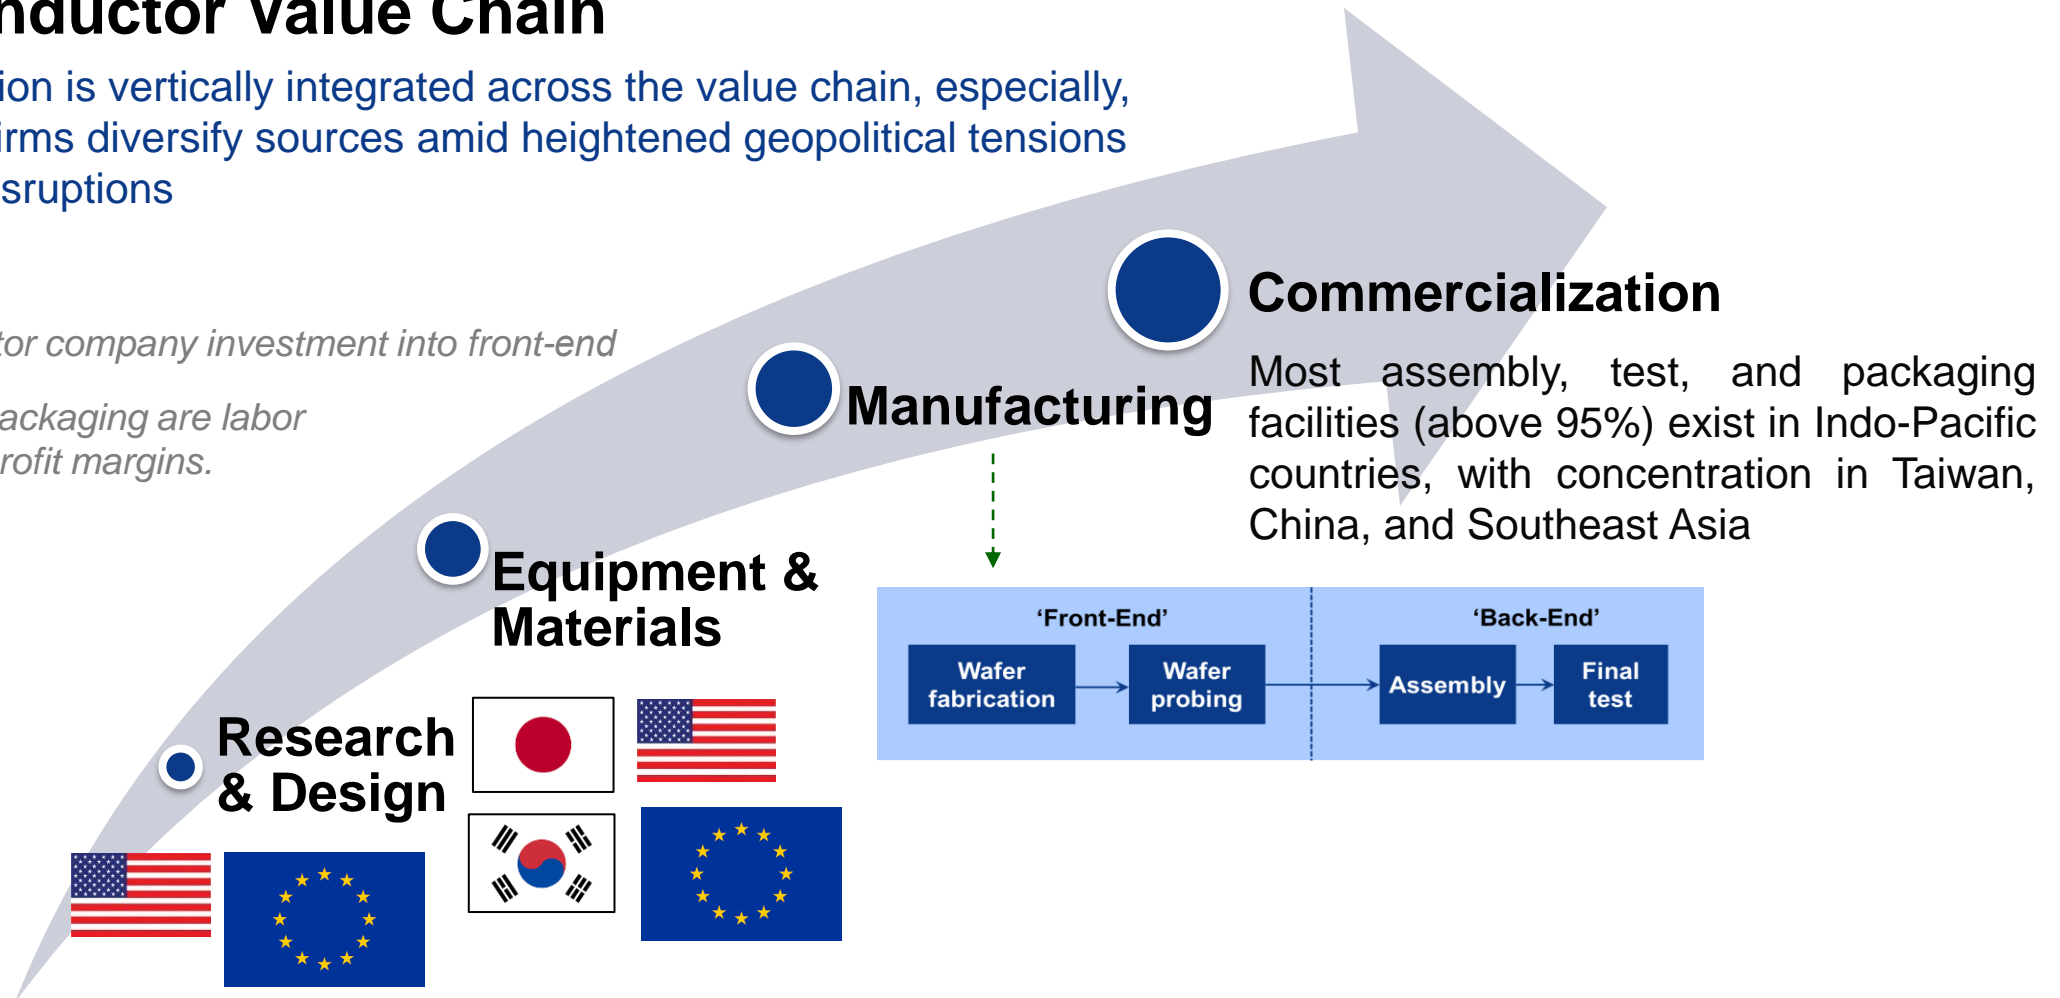 nductor Value Chain
ion is vertically integrated across the value chain, especially,
irms diversify sources amid heightened geopolitical tensions
sruptions
tor company investment into front-end
ackaging are labor
rofit margins.
Commercialization
Most assembly, test, and packaging
facilities (above 95%) exist in Indo-Pacific
countries, with concentration in Taiwan,
China, and Southeast Asia
Manufacturing
‘Front-End’
‘Back-End’
Wafer
fabrication
Wafer
probing
Assembly
Final
test
Equipment &
Materials
Research
& Design